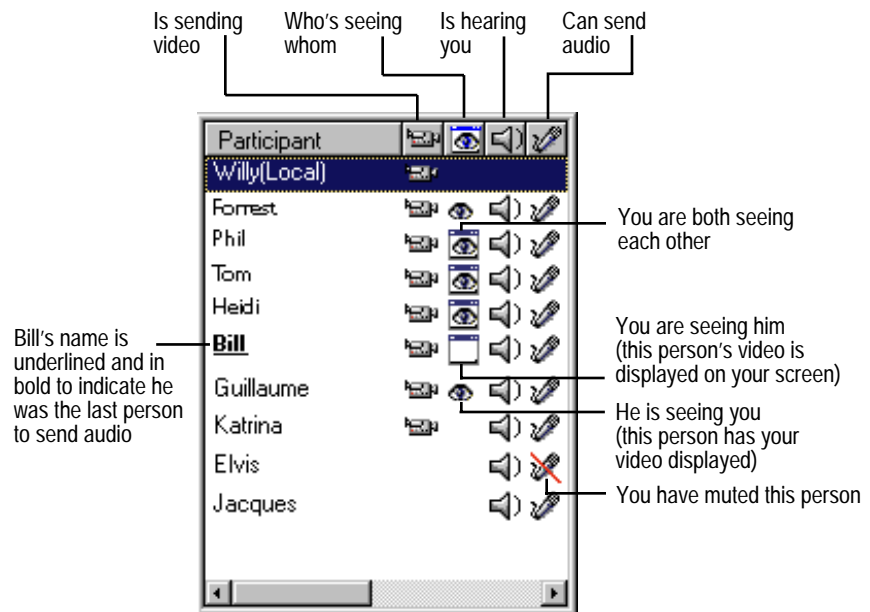 Is sending
video
Who's seeing
whom
Is hearing
you
Can send
audio
Participant
Willy(Local)
Forrest
Phil
Tom
Heidi
Bill
Guillaume
Katrina
Elvis
Jacques
Bill's name is
underlined and in
bold to indicate he
was the last person
to send audio
You are both seeing
each other
You are seeing him
(this person's video is
displayed on your screen)
He is seeing you
(this person has your
video displayed)
You have muted this person